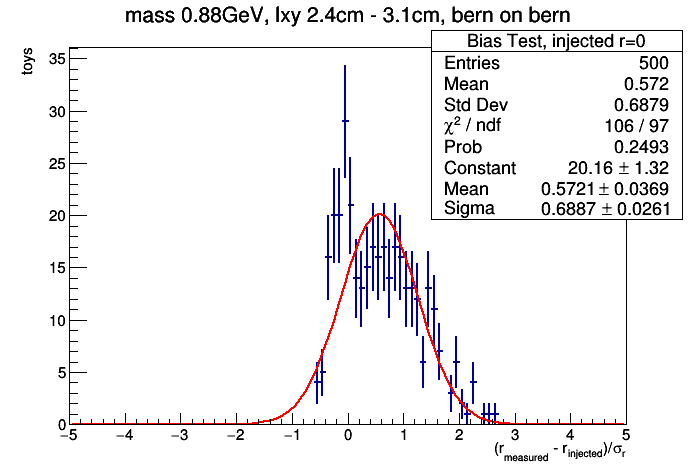 mass 0.88GeV, lxy 2.4cm - 3.1cm, bern on bern
Bias Test, injected r=0
Entries 500
Mean 0.572
Std Dev 0.6879
χ² / ndf 106 / 97
Prob 0.2493
Constant 20.16 ± 1.32
Mean 0.5721 ± 0.0369
Sigma 0.6887 ± 0.0261
toys
35
30
25
20
15
10
5
0
−5 −4 −3 −2 −1 0 1 2 3 4 5
(r_measured - r_injected)/σ_r